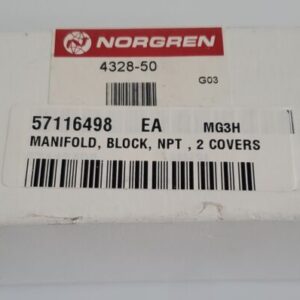 NORGREN
4328-50
G03
57116498 EA MG3H
MANIFOLD, BLOCK, NPT , 2 COVERS